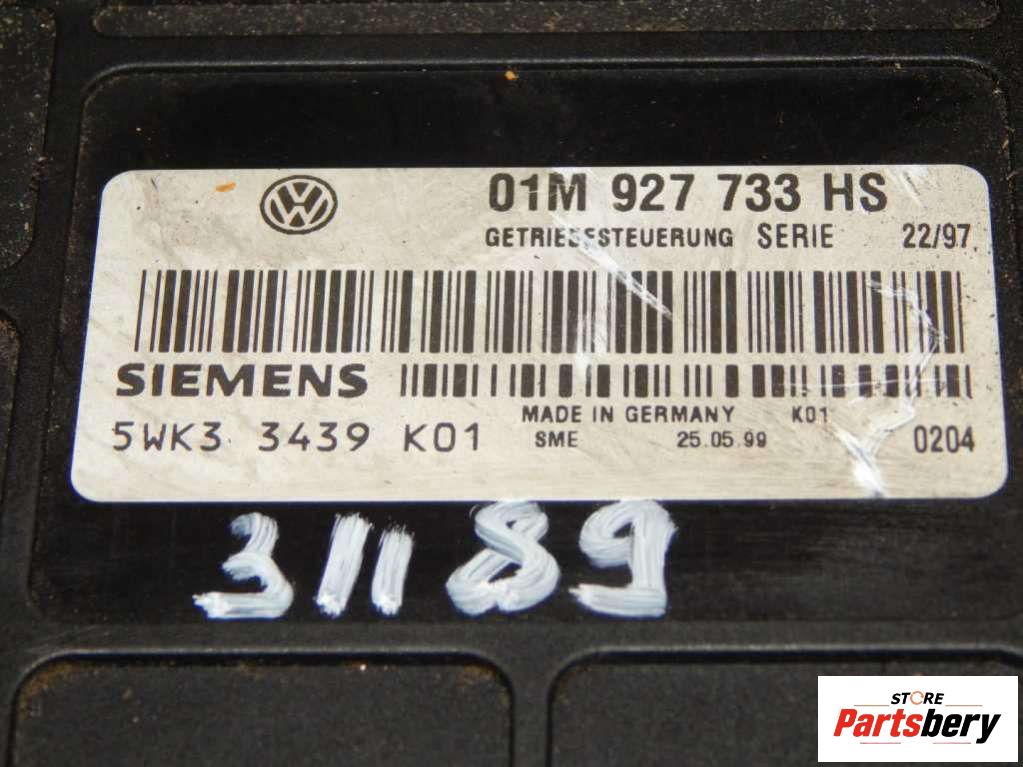 01M 927 733 HS
GETRIEBSSTEUERUNG SERIE 22/97
SIEMENS
MADE IN GERMANY K01
5WK3 3439 K01 SME 25.05.99 0204
31189
STORE
Partsbery